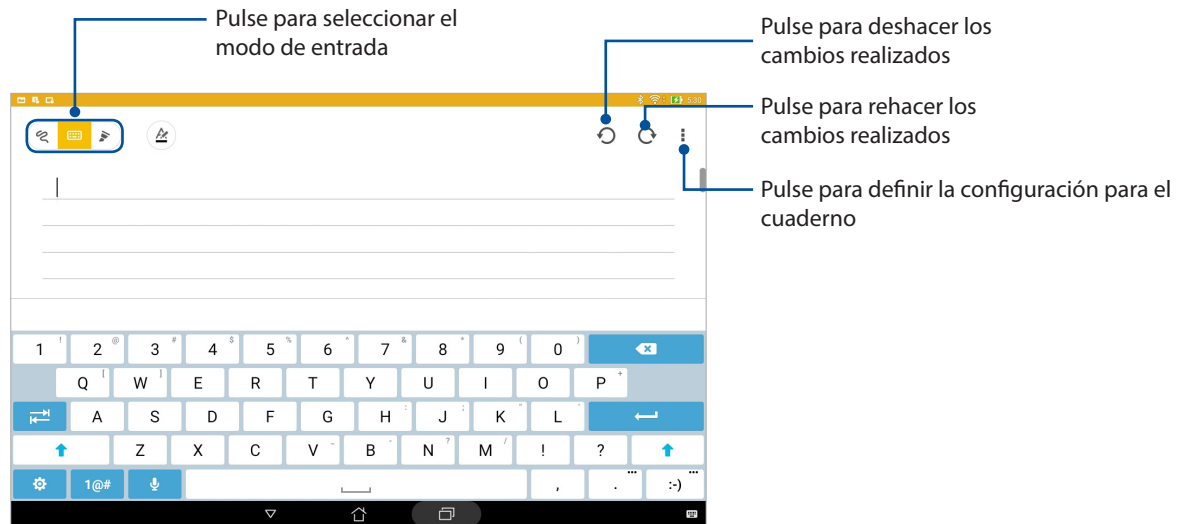 Pulse para seleccionar el
modo de entrada
Pulse para deshacer los
cambios realizados
5:30
Pulse para rehacer los
cambios realizados
Pulse para definir la configuración para el
cuaderno
1 ! 2 @ 3 # 4 $ 5 % 6 ^ 7 & 8 * 9 ( 0 )
Q [ W ] E R T Y U I O P +
A S D F G H : J ; K " L '
Z X C V - B N ? M / ! ?
1@# , . ... :-) ...